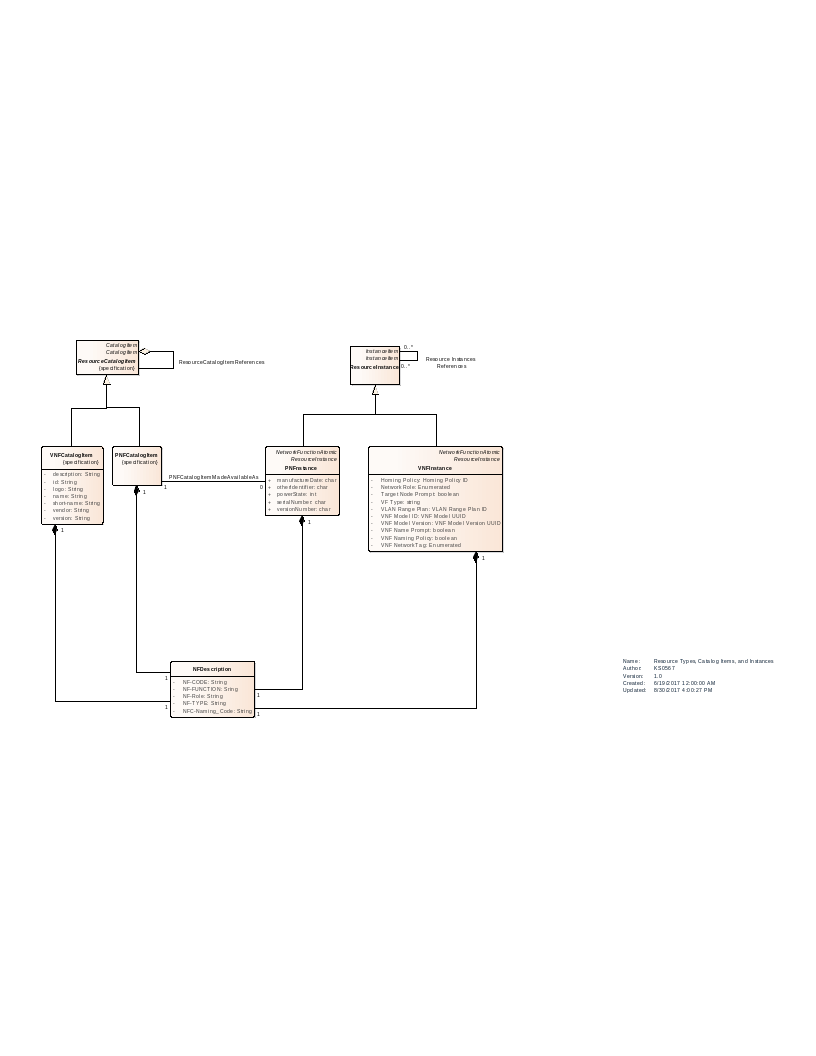 CatalogItem
CatalogItem
ResourceCatalogItem
(specification)
ResourceCatalogItemReferences
InstanceItem
InstanceItem
ResourceInstance
0..*
0..*
Resource Instances
References
VNFCatalogItem
(specification)
- description: String
- id: String
- logo: String
- name: String
- short-name: String
- vendor: String
- version: String
1
PNFCatalogItem
(specification)
1
PNFCatalogItemMadeAvailableAs
1
0
NetworkFunctionAtomic
ResourceInstance
PNFInstance
+ manufactureDate: char
+ otherIdentifier: char
+ powerState: int
+ serialNumber: char
+ versionNumber: char
1
NetworkFunctionAtomic
ResourceInstance
VNFInstance
- Homing Policy: Homing Policy ID
- Network Role: Enumerated
- Target Node Prompt: boolean
- VF Type: string
- VLAN Range Plan: VLAN Range Plan ID
- VNF Model ID: VNF Model UUID
- VNF Model Version: VNF Model Version UUID
- VNF Name Prompt: boolean
- VNF Naming Policy: boolean
- VNF NetworkTag: Enumerated
1
NFDescription
- NF-CODE: String
- NF-FUNCTION: Sring
- NF-Role: String
- NF-TYPE: String
- NFC-Naming_Code: String
1
1
1
1
Name: Resource Types, Catalog Items, and Instances
Author: KS0567
Version: 1.0
Created: 6/19/2017 12:00:00 AM
Updated: 8/30/2017 4:00:27 PM